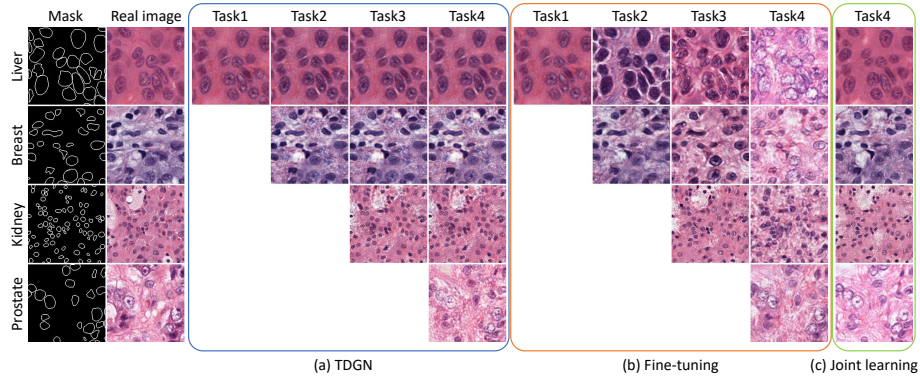 Mask Real image Task1 Task2 Task3 Task4 Task1 Task2 Task3 Task4 Task4
Liver
Breast
Kidney
Prostate
(a) TDGN (b) Fine-tuning (c) Joint learning